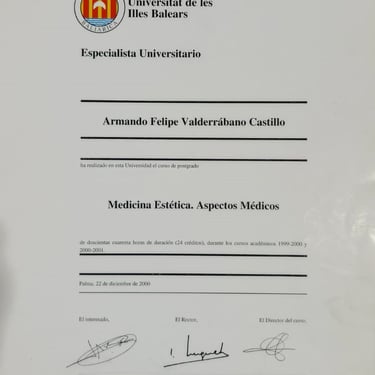 Universitat de les
Illes Balears
BALEARICA
Especialista Universitario
Armando Felipe Valderrábano Castillo
ha realizado en esta Universidad el curso de postgrado
Medicina Estética. Aspectos Médicos
de doscientas cuarenta horas de duración (24 créditos), durante los cursos académicos 1999-2000 y
2000-2001.
Palma, 22 de diciembre de 2000
El interesado, El Rector, El Director del curso,